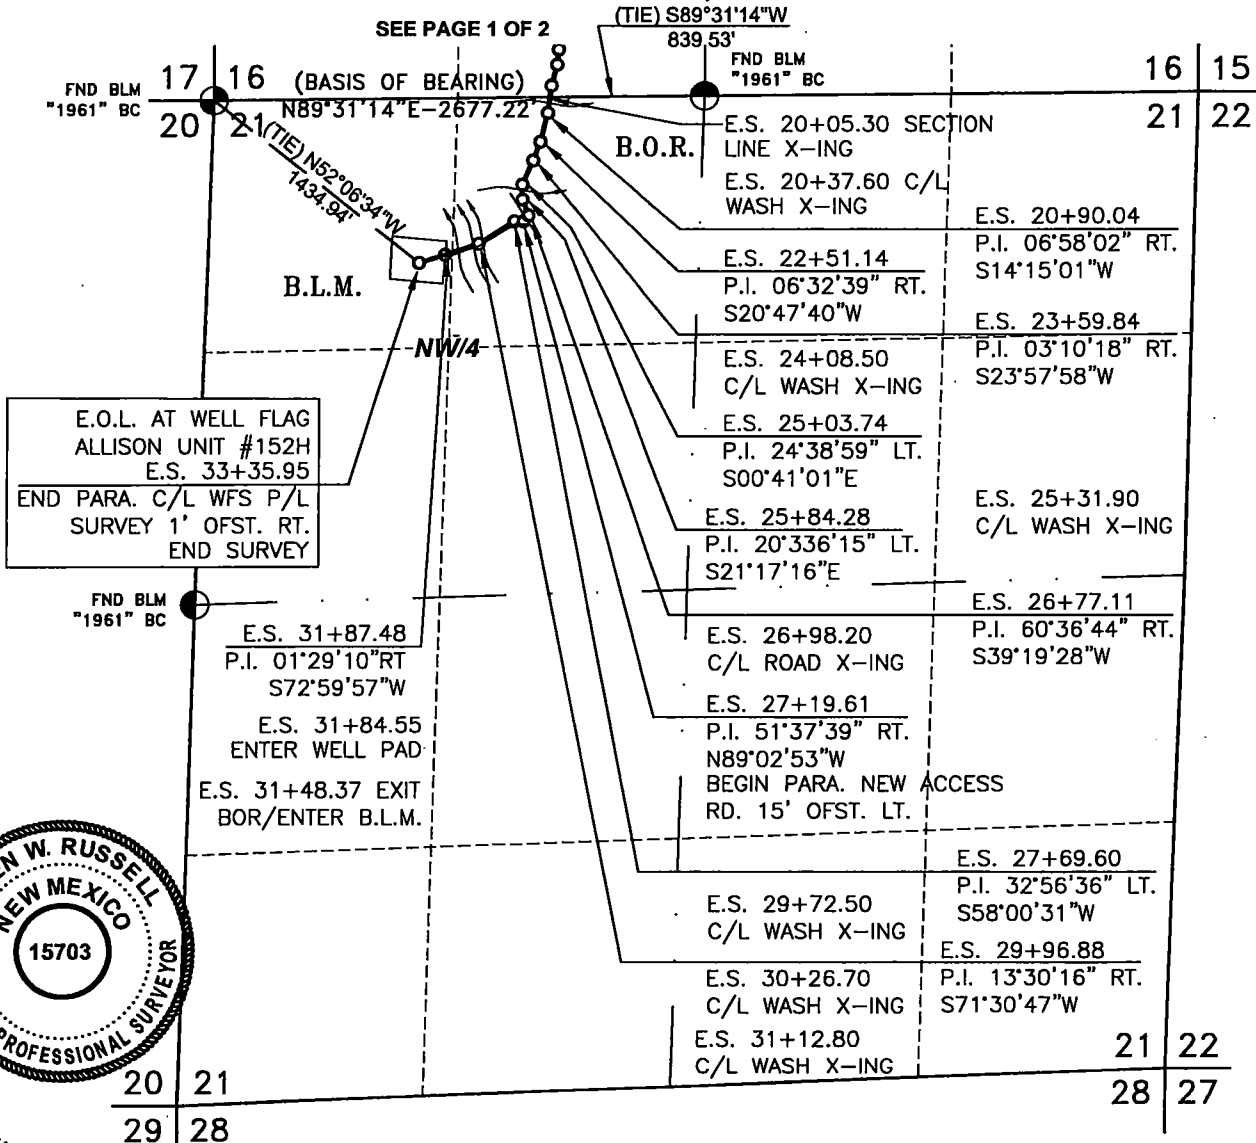 SEE PAGE 1 OF 2
(TIE) S89°31'14"W
839.53'
FND BLM
"1961" BC
17 16
20 21
(BASIS OF BEARING)
N89°31'14"E-2677.22'
FND BLM
"1961" BC
16 15
21 22
(TIE) N52°06'34"W
1434.94'
B.O.R.
B.L.M.
NW/4
E.S. 20+05.30 SECTION
LINE X-ING
E.S. 20+37.60 C/L
WASH X-ING
E.S. 20+90.04
P.I. 06°58'02" RT.
S14°15'01"W
E.S. 22+51.14
P.I. 06°32'39" RT.
S20°47'40"W
E.S. 23+59.84
P.I. 03°10'18" RT.
S23°57'58"W
E.S. 24+08.50
C/L WASH X-ING
E.S. 25+03.74
P.I. 24°38'59" LT.
S00°41'01"E
E.S. 25+31.90
C/L WASH X-ING
E.S. 25+84.28
P.I. 20°336'15" LT.
S21°17'16"E
E.S. 26+77.11
P.I. 60°36'44" RT.
S39°19'28"W
E.S. 26+98.20
C/L ROAD X-ING
E.S. 27+19.61
P.I. 51°37'39" RT.
N89°02'53"W
BEGIN PARA. NEW ACCESS
RD. 15' OFST. LT.
E.S. 27+69.60
P.I. 32°56'36" LT.
S58°00'31"W
E.S. 29+72.50
C/L WASH X-ING
E.S. 29+96.88
P.I. 13°30'16" RT.
S71°30'47"W
E.S. 30+26.70
C/L WASH X-ING
E.S. 31+12.80
C/L WASH X-ING
E.O.L. AT WELL FLAG
ALLISON UNIT #152H
E.S. 33+35.95
END PARA. C/L WFS P/L
SURVEY 1' OFST. RT.
END SURVEY
FND BLM
"1961" BC
E.S. 31+87.48
P.I. 01°29'10"RT
S72°59'57"W
E.S. 31+84.55
ENTER WELL PAD
E.S. 31+48.37 EXIT
BOR/ENTER B.L.M.
W. RUSSELL
NEW MEXICO
15703
PROFESSIONAL SURVEYOR
20 21
29 28
21 22
28 27